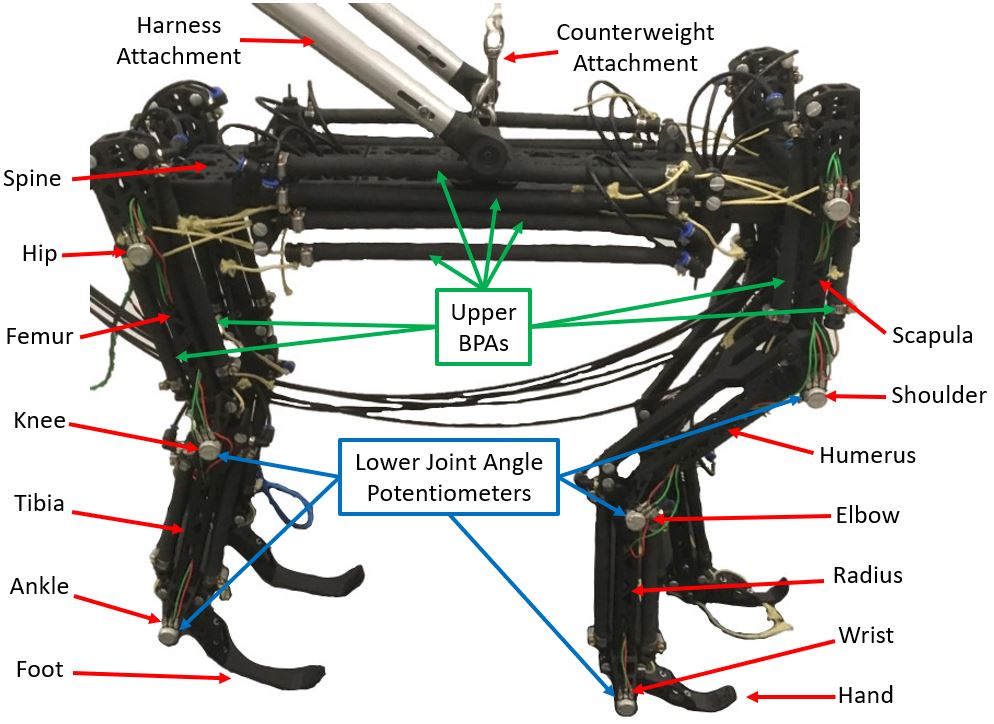 Harness
Attachment
Counterweight
Attachment
Spine
Hip
Femur
Knee
Tibia
Ankle
Foot
Upper
BPAs
Lower Joint Angle
Potentiometers
Scapula
Shoulder
Humerus
Elbow
Radius
Wrist
Hand